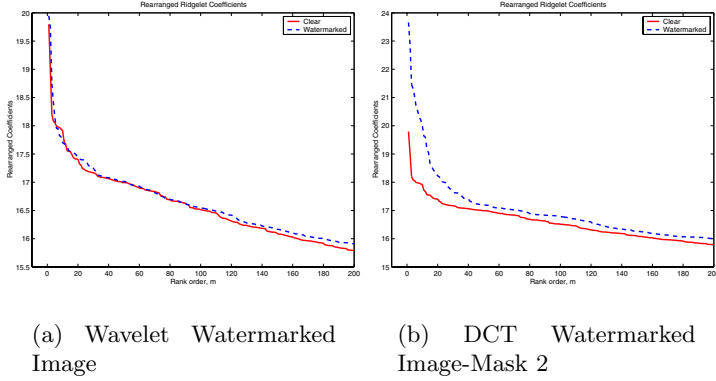 Rearranged Ridgelet Coefficients
20
19.5
19
18.5
18
17.5
17
16.5
16
15.5
Rearranged Coefficients
0 20 40 60 80 100 120 140 160 180 200
Rank order, m
Clear
Watermarked
(a) Wavelet Watermarked
Image
Rearranged Ridgelet Coefficients
24
23
22
21
20
19
18
17
16
15
Rearranged Coefficients
0 20 40 60 80 100 120 140 160 180 200
Rank order, m
Clear
Watermarked
(b) DCT Watermarked
Image-Mask 2